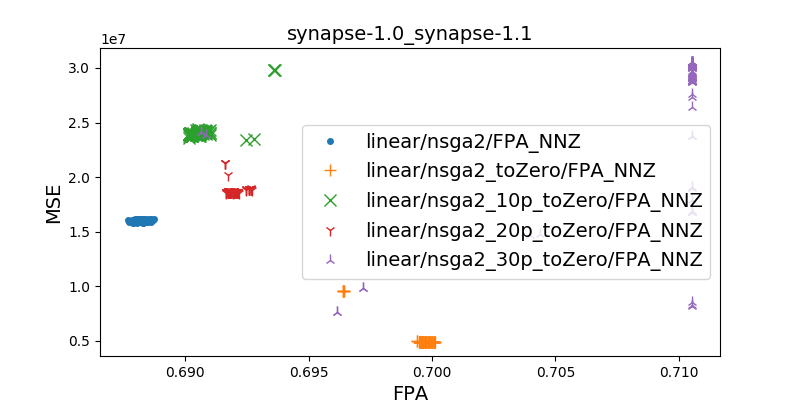 synapse-1.0_synapse-1.1
1e7
3.0
2.5
2.0
1.5
1.0
0.5
MSE
linear/nsga2/FPA_NNZ
linear/nsga2_toZero/FPA_NNZ
linear/nsga2_10p_toZero/FPA_NNZ
linear/nsga2_20p_toZero/FPA_NNZ
linear/nsga2_30p_toZero/FPA_NNZ
0.690 0.695 0.700 0.705 0.710
FPA